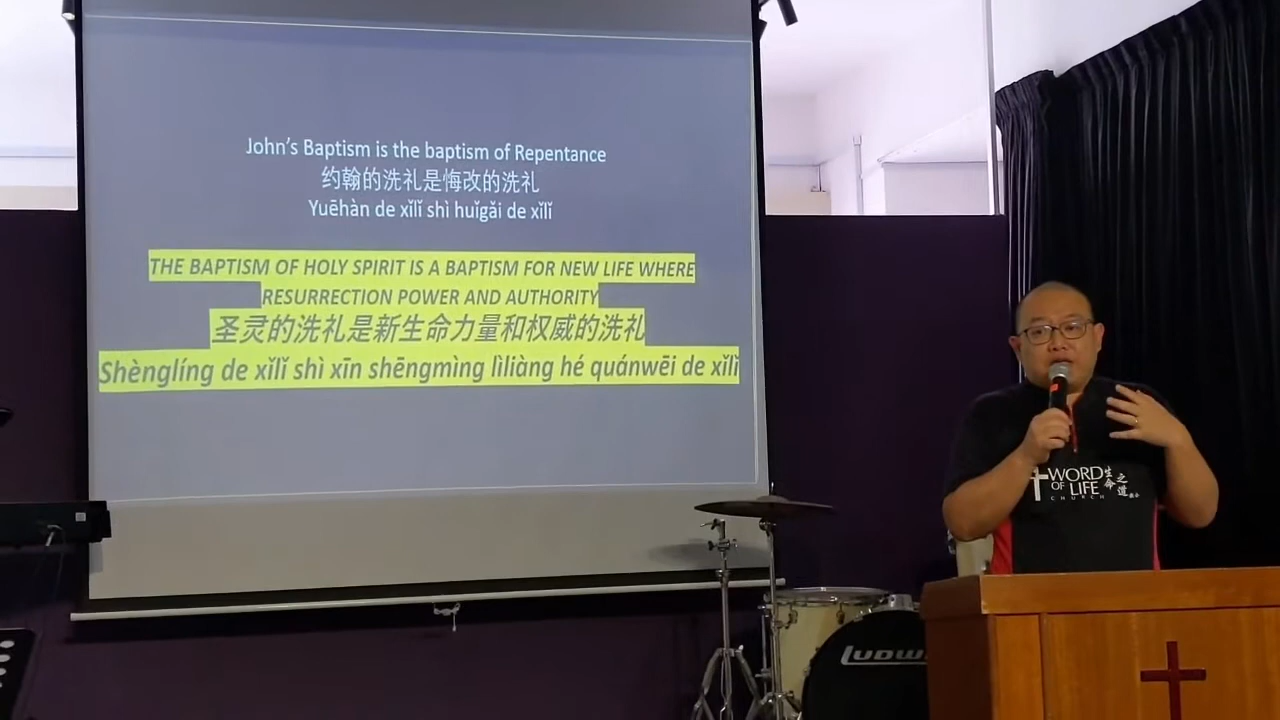 John's Baptism is the baptism of Repentance
约翰的洗礼是悔改的洗礼
Yuēhàn de xǐlǐ shì huǐgǎi de xǐlǐ
THE BAPTISM OF HOLY SPIRIT IS A BAPTISM FOR NEW LIFE WHERE
RESURRECTION POWER AND AUTHORITY
圣灵的洗礼是新生命力量和权威的洗礼
Shènglíng de xǐlǐ shì xīn shēngmìng lìliàng hé quánwēi de xǐlǐ
WORD
OF LIFE
CHURCH
生命之道
LUDW